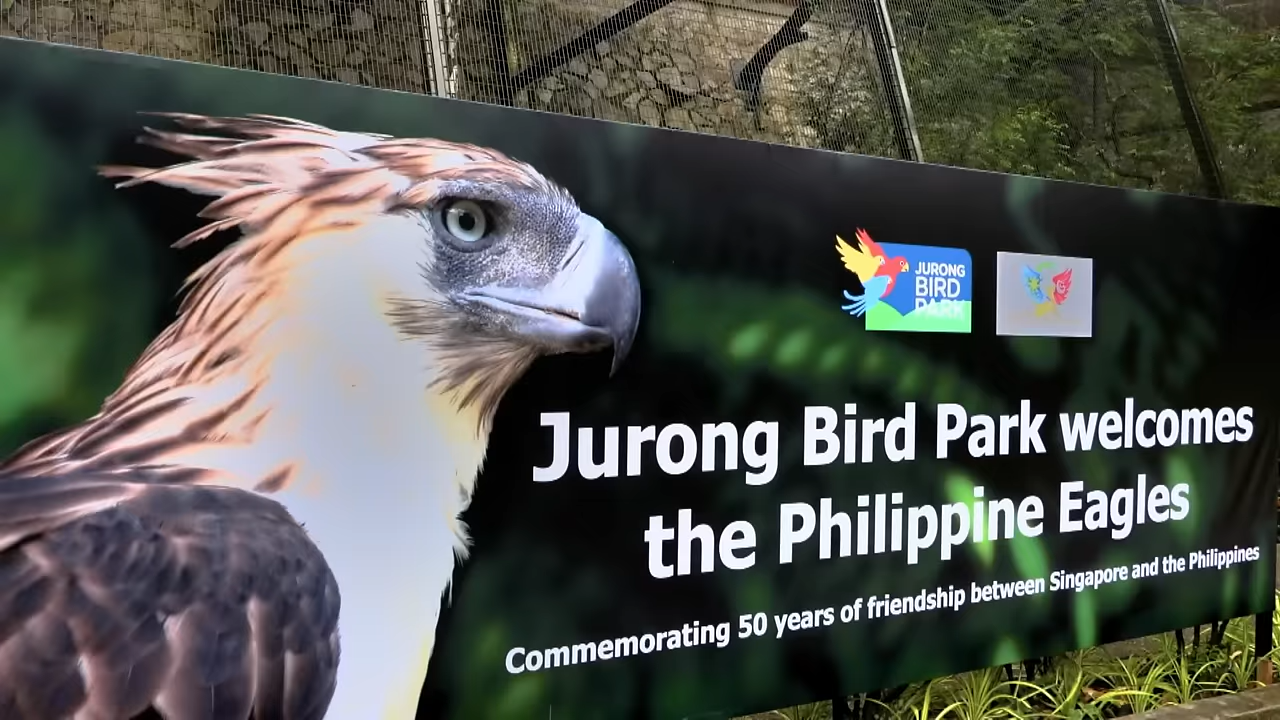 JURONG
BIRD
PARK
Jurong Bird Park welcomes
the Philippine Eagles
Commemorating 50 years of friendship between Singapore and the Philippines